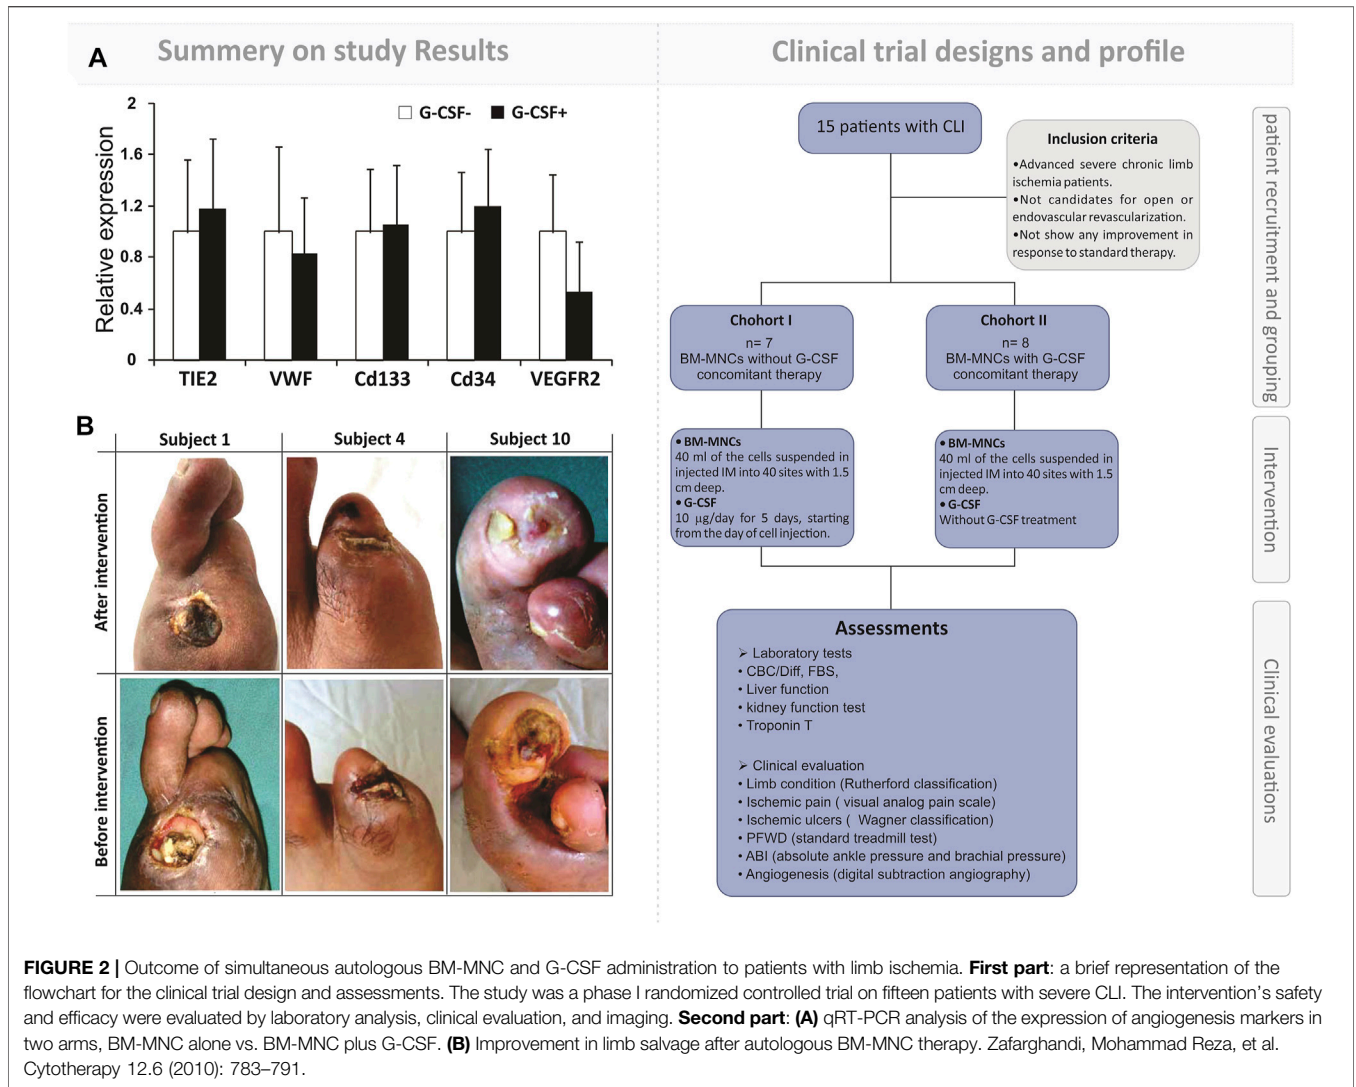 A
Summery on study Results
Clinical trial designs and profile
2
1.6
1.2
0.8
0.4
0
Relative expression
G-CSF-
G-CSF+
TIE2
VWF
Cd133
Cd34
VEGFR2
B
Subject 1
Subject 4
Subject 10
After intervention
Before intervention
15 patients with CLI
Inclusion criteria
•Advanced severe chronic limb
ischemia patients.
•Not candidates for open or
endovascular revascularization.
•Not show any improvement in
response to standard therapy.
Chohort I
n= 7
BM-MNCs without G-CSF
concomitant therapy
Chohort II
n= 8
BM-MNCs with G-CSF
concomitant therapy
• BM-MNCs
40 ml of the cells suspended in
injected IM into 40 sites with 1.5
cm deep.
• G-CSF
10 µg/day for 5 days, starting
from the day of cell injection.
• BM-MNCs
40 ml of the cells suspended in
injected IM into 40 sites with 1.5
cm deep.
• G-CSF
Without G-CSF treatment
Assessments
➢ Laboratory tests
• CBC/Diff, FBS,
• Liver function
• kidney function test
• Troponin T
➢ Clinical evaluation
• Limb condition (Rutherford classification)
• Ischemic pain ( visual analog pain scale)
• Ischemic ulcers (  Wagner classification)
• PFWD (standard treadmill test)
• ABI (absolute ankle pressure and brachial pressure)
• Angiogenesis (digital subtraction angiography)
patient recruitment and grouping
Intervention
Clinical evaluations
FIGURE 2 | Outcome of simultaneous autologous BM-MNC and G-CSF administration to patients with limb ischemia. First part: a brief representation of the
flowchart for the clinical trial design and assessments. The study was a phase I randomized controlled trial on fifteen patients with severe CLI. The intervention's safety
and efficacy were evaluated by laboratory analysis, clinical evaluation, and imaging. Second part: (A) qRT-PCR analysis of the expression of angiogenesis markers in
two arms, BM-MNC alone vs. BM-MNC plus G-CSF. (B) Improvement in limb salvage after autologous BM-MNC therapy. Zafarghandi, Mohammad Reza, et al.
Cytotherapy 12.6 (2010): 783–791.